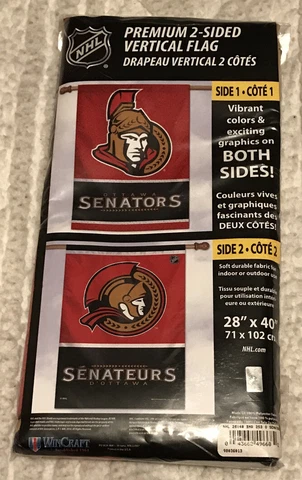 NHL
PREMIUM 2-SIDED
VERTICAL FLAG
DRAPEAU VERTICAL 2 CÔTÉS
SIDE 1 • CÔTÉ 1
Vibrant
colors &
exciting
graphics on
BOTH
SIDES!
Couleurs vives
et graphiques
fascinants des
DEUX CÔTÉS!
OTTAWA
SENATORS
SIDE 2 • CÔTÉ 2
Soft durable fabric for
indoor or outdoor use
Tissu souple et durable
pour utilisation intérieure
ou extérieure
28" x 40"
71 x 102 cm
NHL.com
SÉNATEURS
D'OTTAWA
WINCRAFT